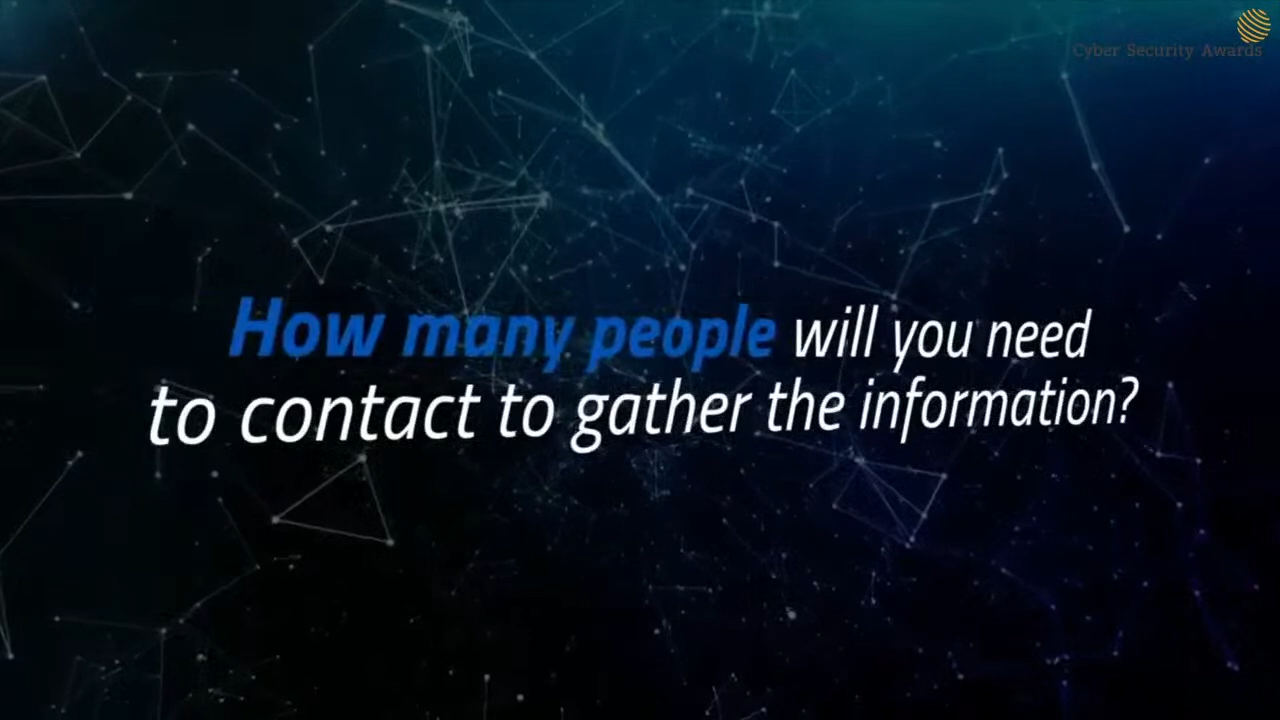 Cyber Security Awards
How many people will you need
to contact to gather the information?